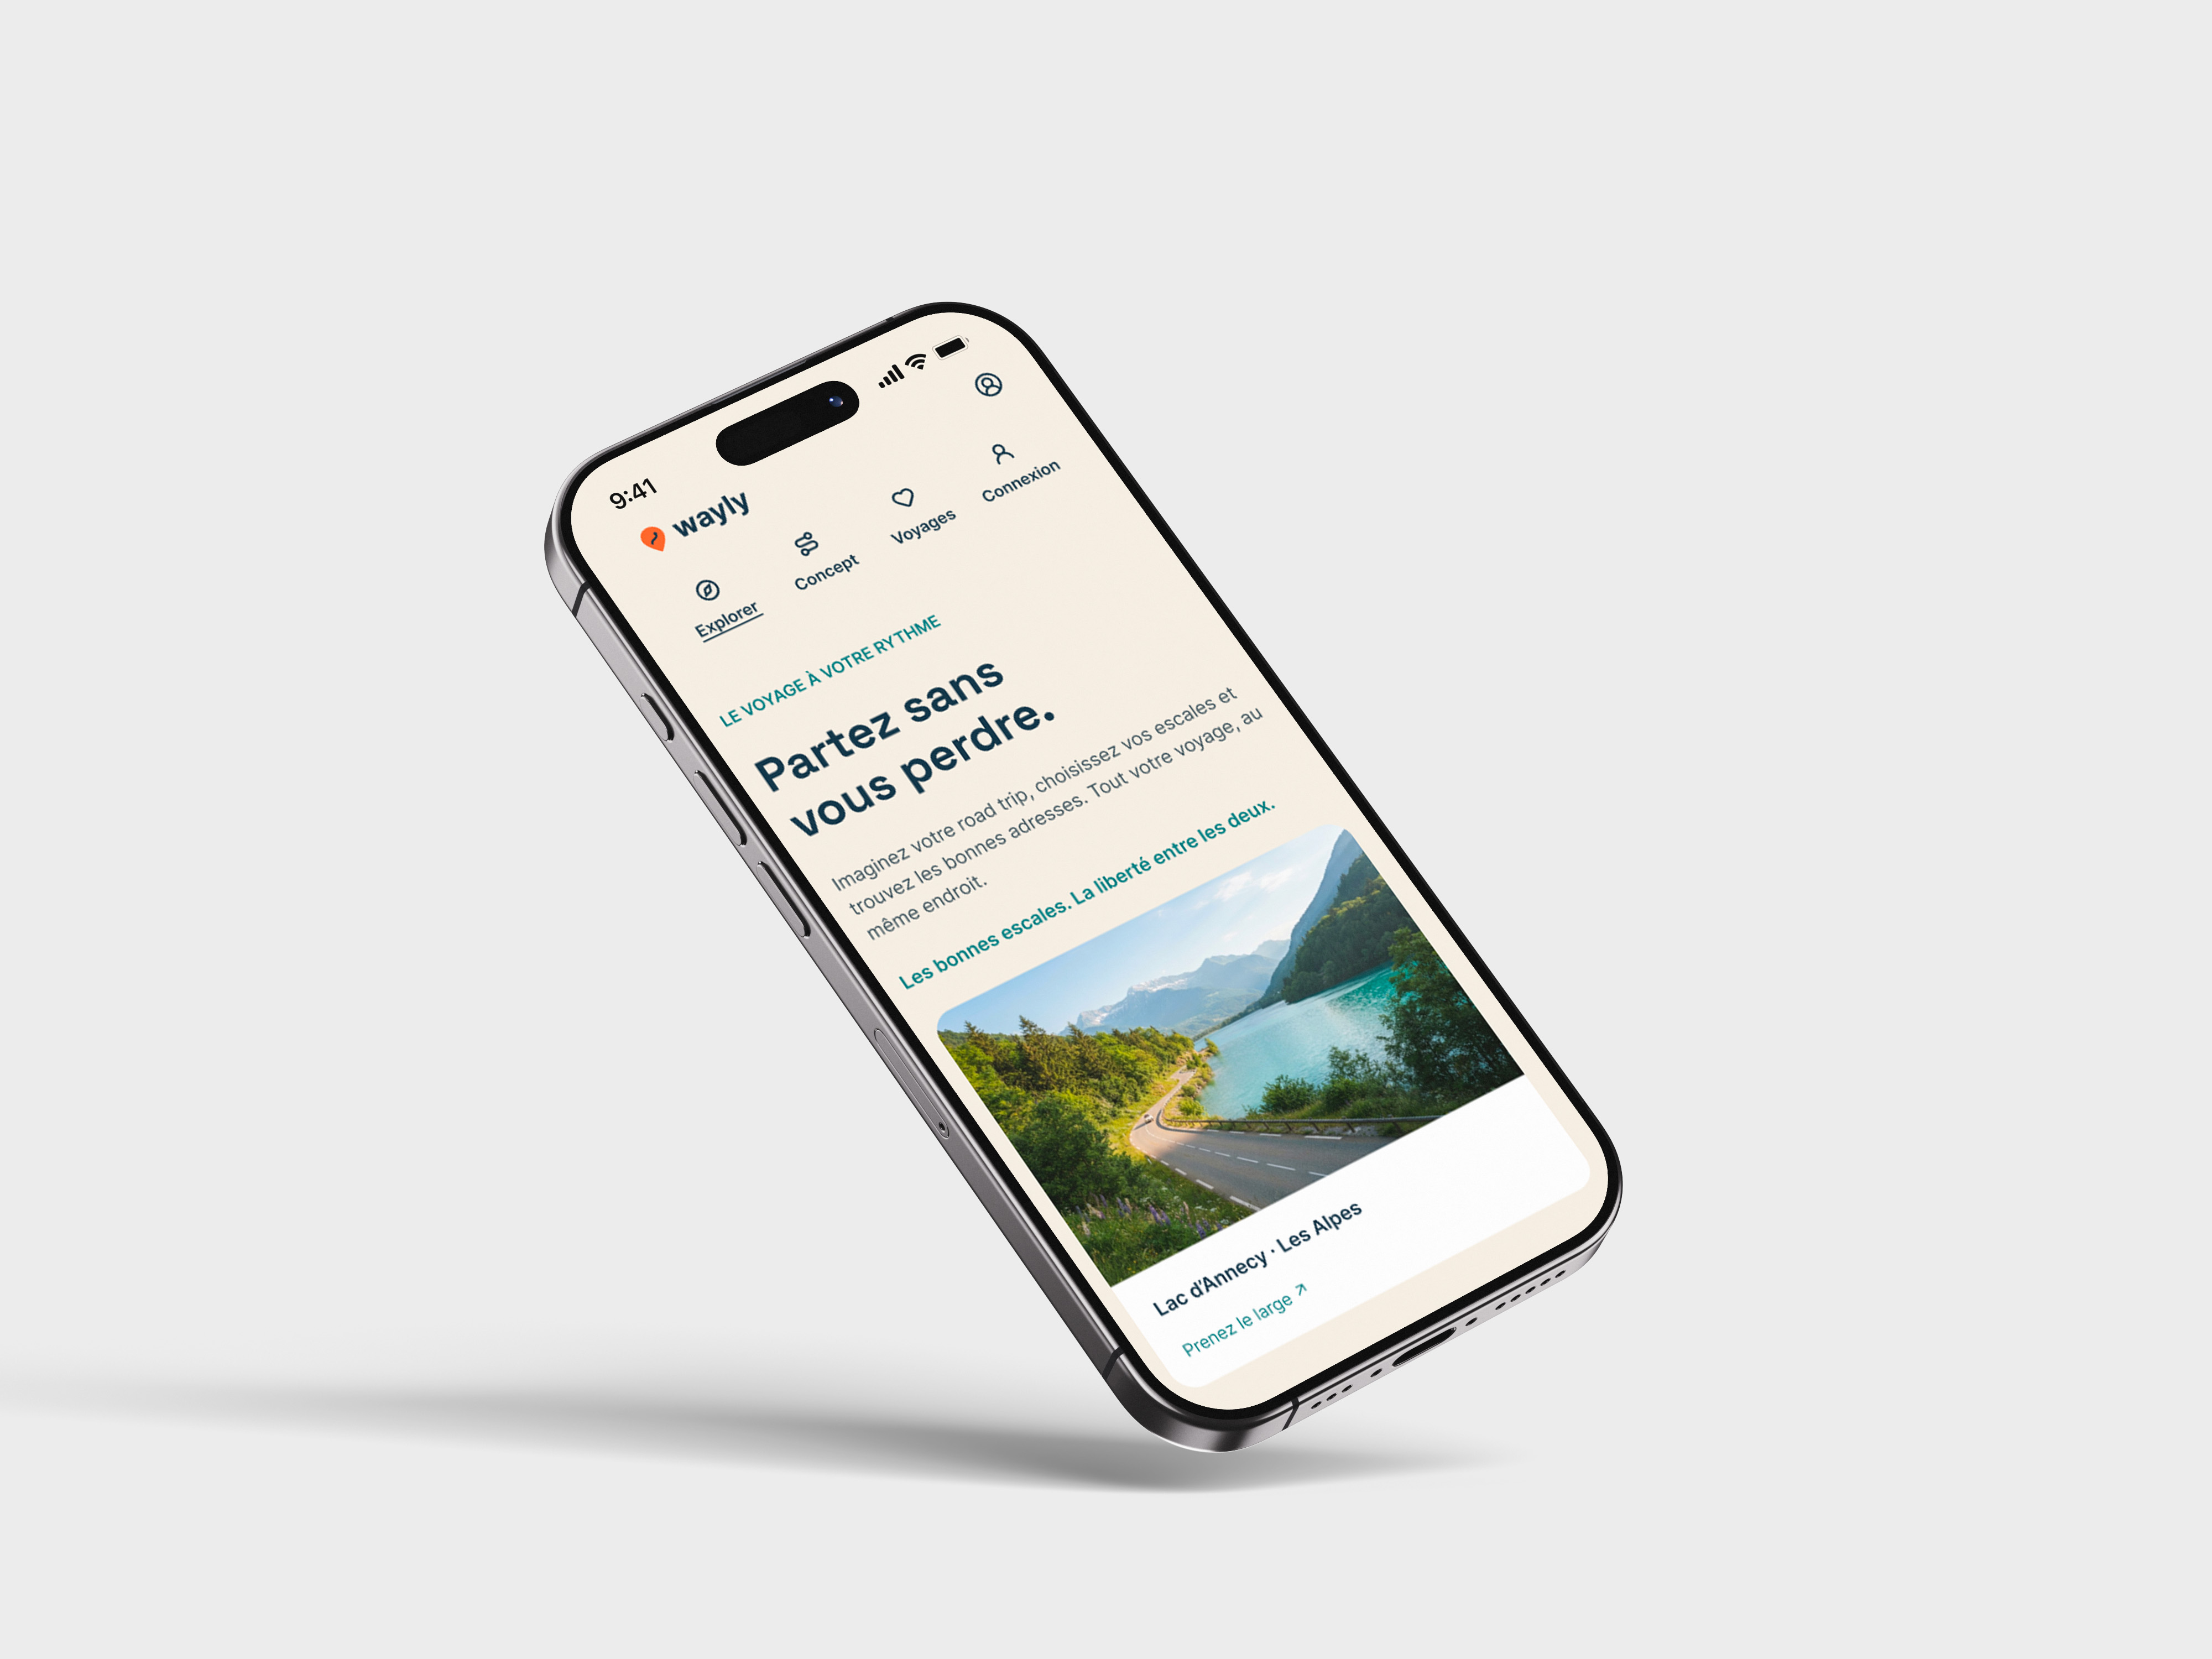 9:41
wayly
Explorer
Concept
Voyages
Connexion
LE VOYAGE À VOTRE RYTHME
Partez sans
vous perdre.
Imaginez votre road trip, choisissez vos escales et
trouvez les bonnes adresses. Tout votre voyage, au
même endroit.
Les bonnes escales. La liberté entre les deux.
Lac d'Annecy · Les Alpes
Prenez le large ↗